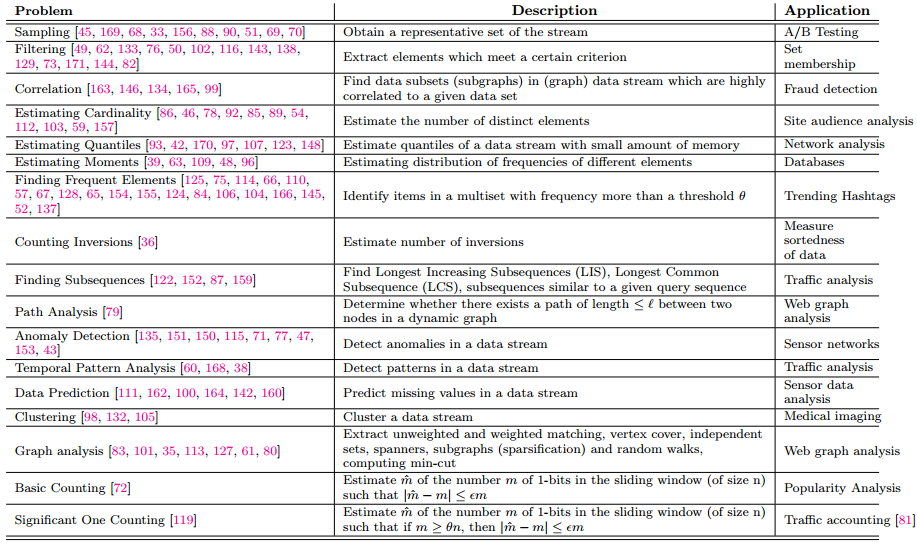 Problem Description Application
Sampling [45, 169, 68, 33, 156, 88, 90, 51, 69, 70] Obtain a representative set of the stream A/B Testing
Filtering [49, 62, 133, 76, 50, 102, 116, 143, 138,
129, 73, 171, 144, 82]
Extract elements which meet a certain criterion
Set
membership
Correlation [163, 146, 134, 165, 99]
Find data subsets (subgraphs) in (graph) data stream which are highly
correlated to a given data set
Fraud detection
Estimating Cardinality [86, 46, 78, 92, 85, 89, 54,
112, 103, 59, 157]
Estimate the number of distinct elements
Site audience analysis
Estimating Quantiles [93, 42, 170, 97, 107, 123, 148] Estimate quantiles of a data stream with small amount of memory Network analysis
Estimating Moments [39, 63, 109, 48, 96] Estimating distribution of frequencies of different elements Databases
Finding Frequent Elements [125, 75, 114, 66, 110,
57, 67, 128, 65, 154, 155, 124, 84, 106, 104, 166, 145,
52, 137]
Identify items in a multiset with frequency more than a threshold θ
Trending Hashtags
Counting Inversions [36]
Estimate number of inversions
Measure
sortedness
of data
Finding Subsequences [122, 152, 87, 159]
Find Longest Increasing Subsequences (LIS), Longest Common
Subsequence (LCS), subsequences similar to a given query sequence
Traffic analysis
Path Analysis [79]
Determine whether there exists a path of length ≤ ℓ between two
nodes in a dynamic graph
Web graph
analysis
Anomaly Detection [135, 151, 150, 115, 71, 77, 47,
153, 43]
Detect anomalies in a data stream
Sensor networks
Temporal Pattern Analysis [60, 168, 38] Detect patterns in a data stream Traffic analysis
Data Prediction [111, 162, 100, 164, 142, 160]
Predict missing values in a data stream
Sensor data
analysis
Clustering [98, 132, 105] Cluster a data stream Medical imaging
Graph analysis [83, 101, 35, 113, 127, 61, 80]
Extract unweighted and weighted matching, vertex cover, independent
sets, spanners, subgraphs (sparsification) and random walks,
computing min-cut
Web graph analysis
Basic Counting [72]
Estimate m̂ of the number m of 1-bits in the sliding window (of size n)
such that |m̂ − m| ≤ ϵm
Popularity Analysis
Significant One Counting [119]
Estimate m̂ of the number m of 1-bits in the sliding window (of size n)
such that if m ≥ θn, then |m̂ − m| ≤ ϵm
Traffic accounting [81]